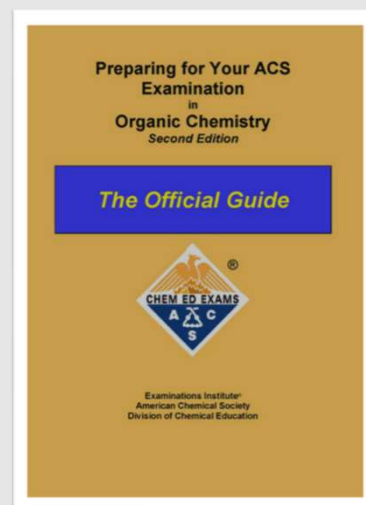 Preparing for Your ACS
Examination
in
Organic Chemistry
Second Edition
The Official Guide
®
CHEM ED EXAMS
A C
S
Examinations Institute®
American Chemical Society
Division of Chemical Education